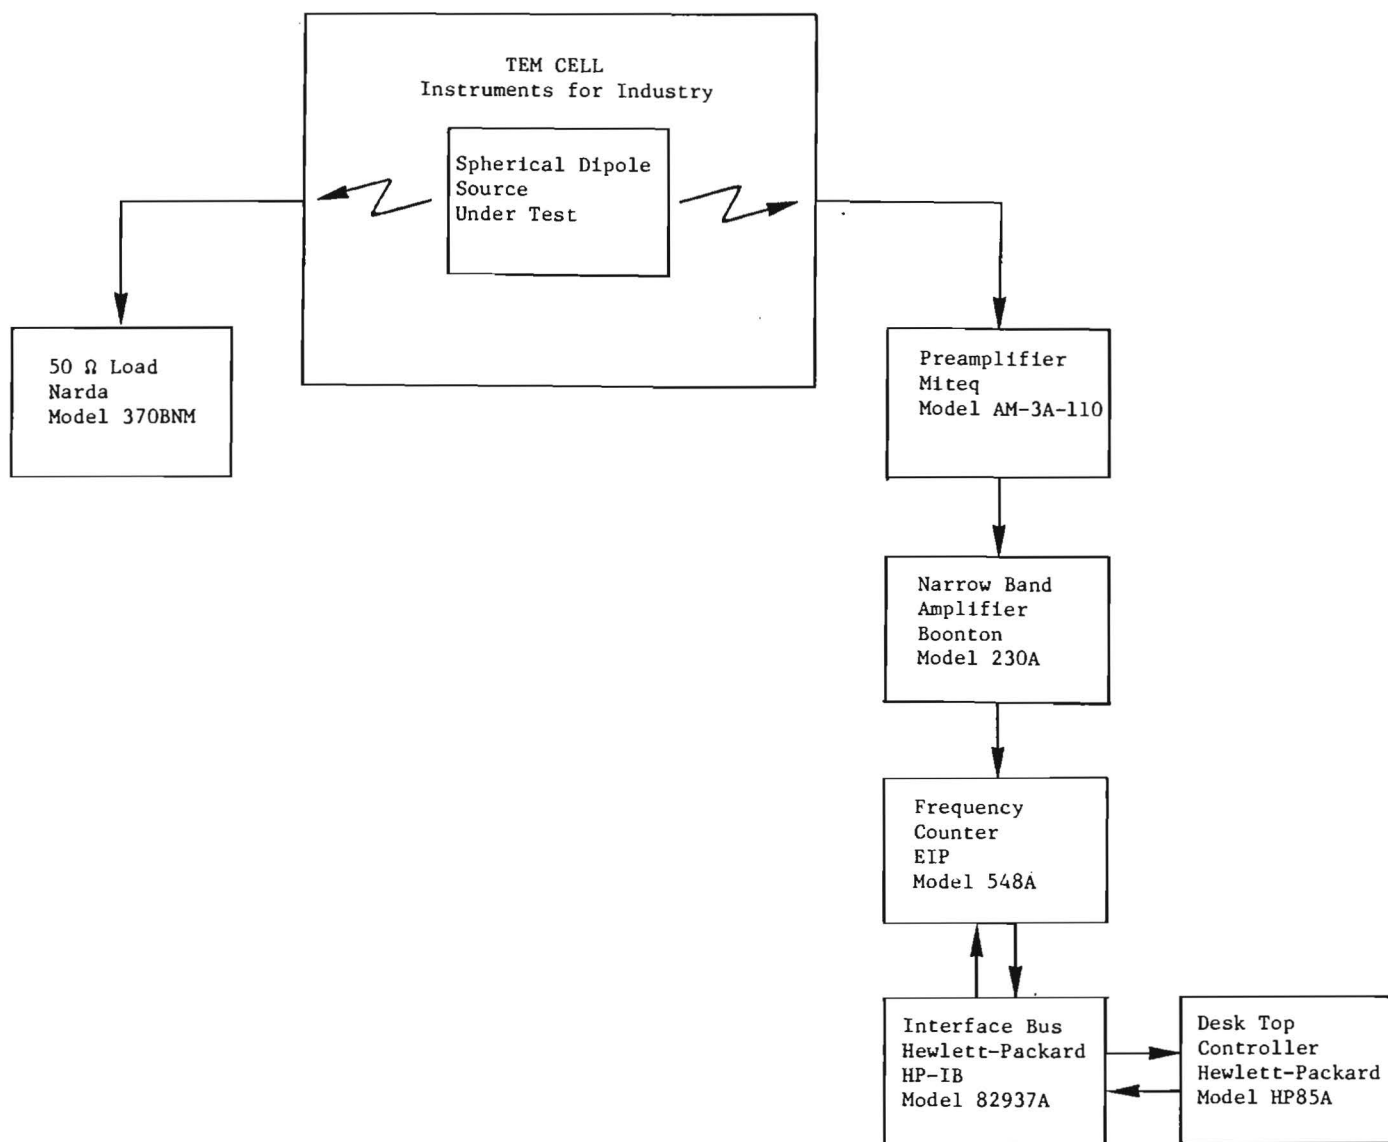 TEM CELL
Instruments for Industry
Spherical Dipole
Source
Under Test
50 Ω Load
Narda
Model 370BNM
Preamplifier
Miteq
Model AM-3A-110
Narrow Band
Amplifier
Boonton
Model 230A
Frequency
Counter
EIP
Model 548A
Interface Bus
Hewlett-Packard
HP-IB
Model 82937A
Desk Top
Controller
Hewlett-Packard
Model HP85A